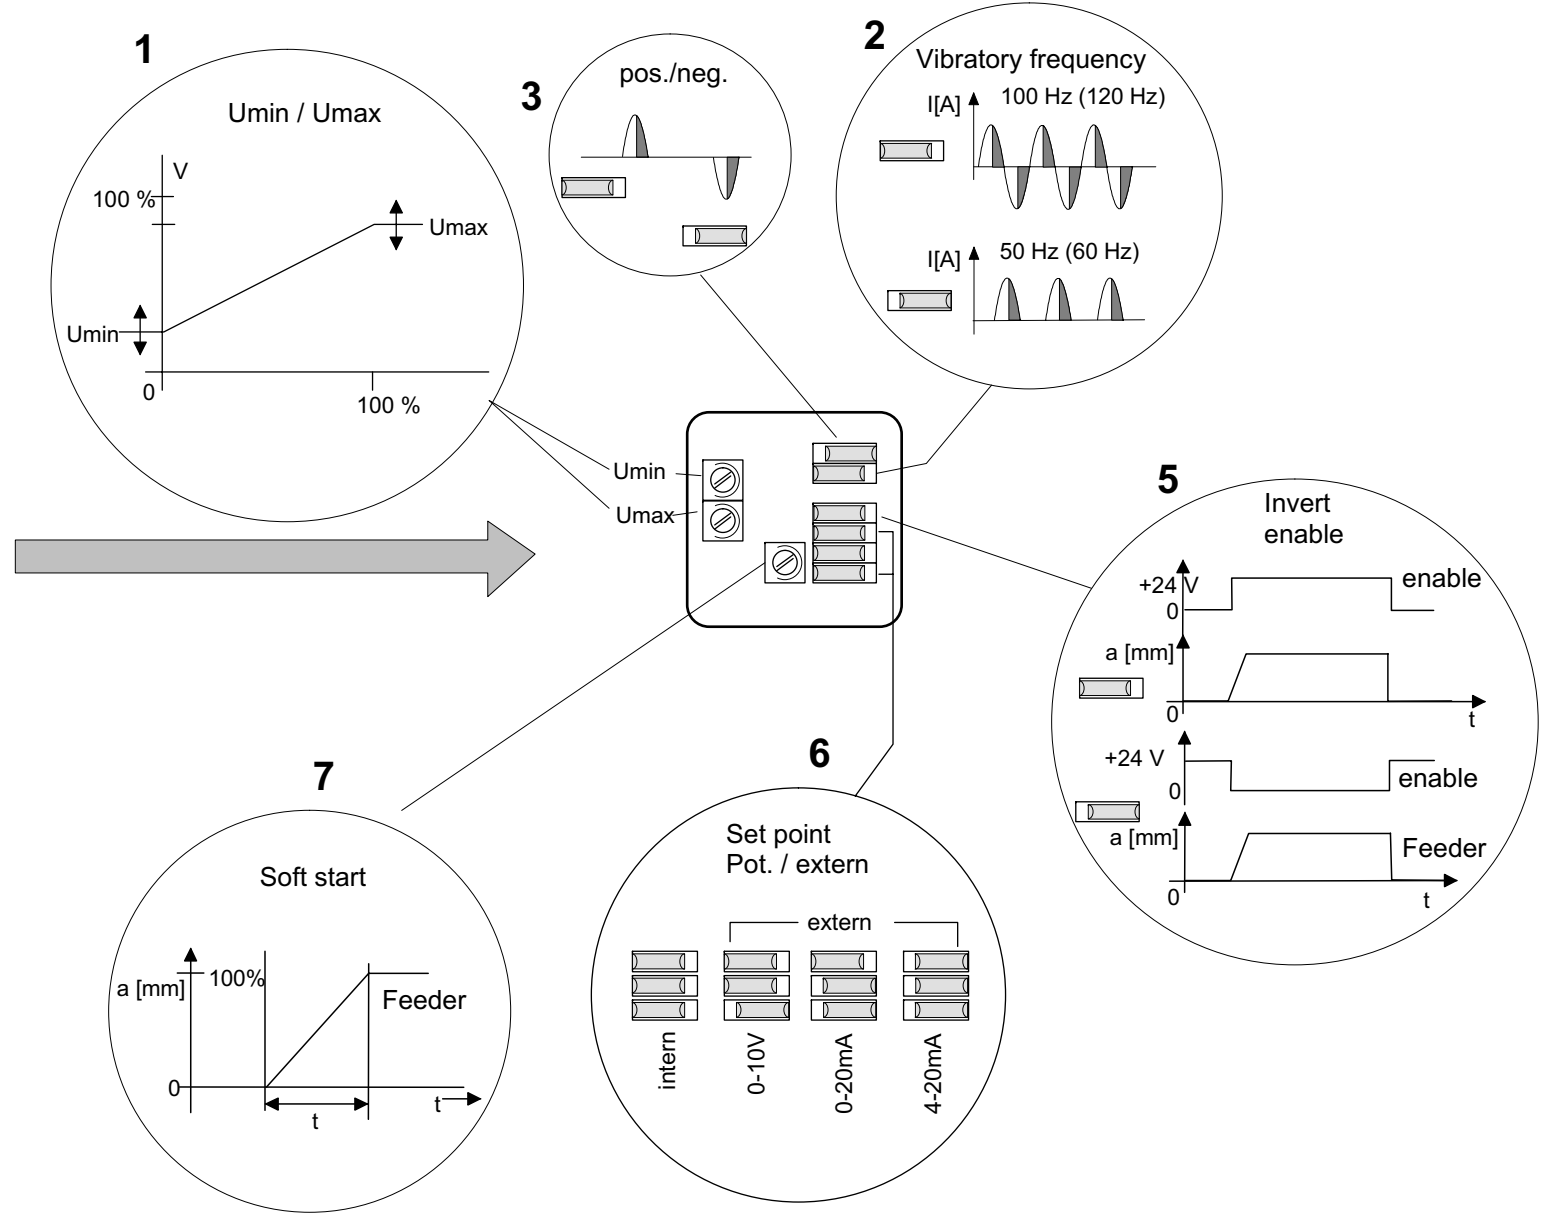 1
Umin / Umax
V
100 %
Umax
Umin
0
100 %
3
pos./neg.
2
Vibratory frequency
I[A]
100 Hz (120 Hz)
I[A]
50 Hz (60 Hz)
Umin
Umax
5
Invert
enable
+24 V
0
enable
a [mm]
0
t
+24 V
0
enable
a [mm]
0
Feeder
t
7
Soft start
a [mm]
100%
Feeder
0
t
t
6
Set point
Pot. / extern
extern
intern
0-10V
0-20mA
4-20mA